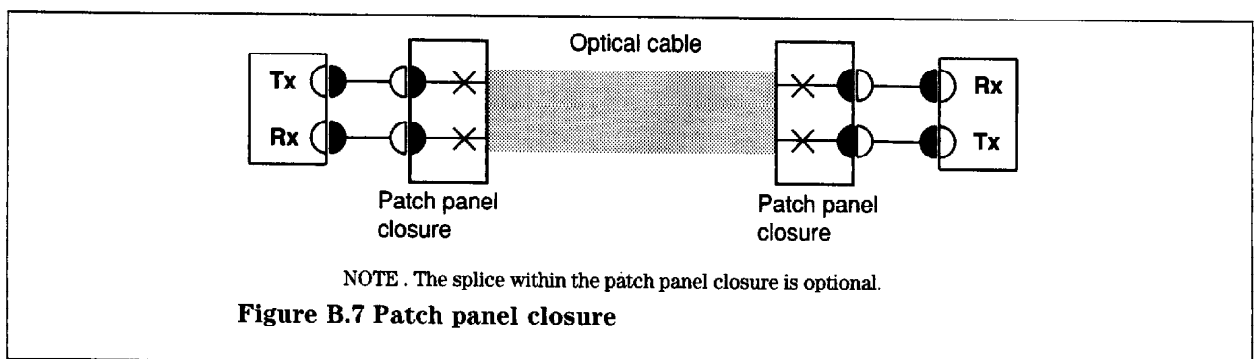 Optical cable
Tx
Rx
Rx
Tx
Patch panel
closure
Patch panel
closure
NOTE . The splice within the patch panel closure is optional.
Figure B.7 Patch panel closure